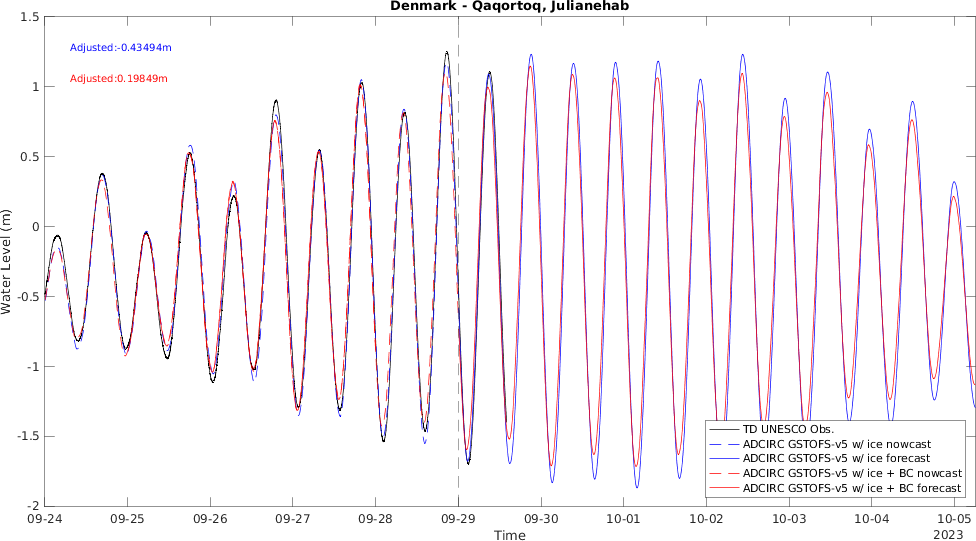 Denmark - Qaqortoq, Julianehab
Adjusted:-0.43494m
Adjusted:0.19849m
Water Level (m)
1.5
1
0.5
0
-0.5
-1
-1.5
-2
TD UNESCO Obs.
ADCIRC GSTOFS-v5 w/ ice nowcast
ADCIRC GSTOFS-v5 w/ ice forecast
ADCIRC GSTOFS-v5 w/ ice + BC nowcast
ADCIRC GSTOFS-v5 w/ ice + BC forecast
09-24 09-25 09-26 09-27 09-28 09-29 09-30 10-01 10-02 10-03 10-04 10-05
Time
2023